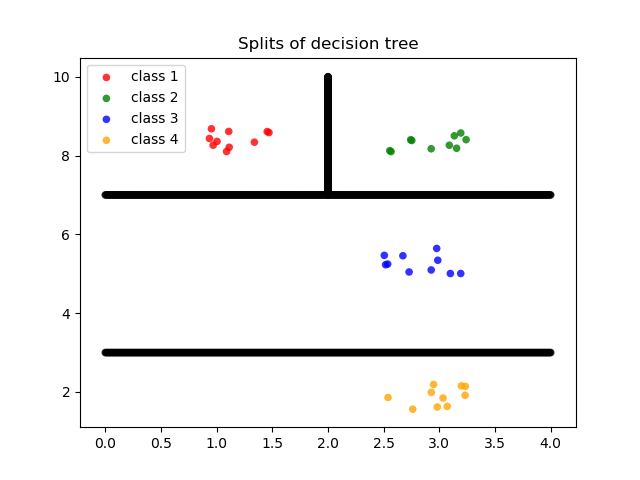 Splits of decision tree
class 1
class 2
class 3
class 4
10
8
6
4
2
0.0 0.5 1.0 1.5 2.0 2.5 3.0 3.5 4.0